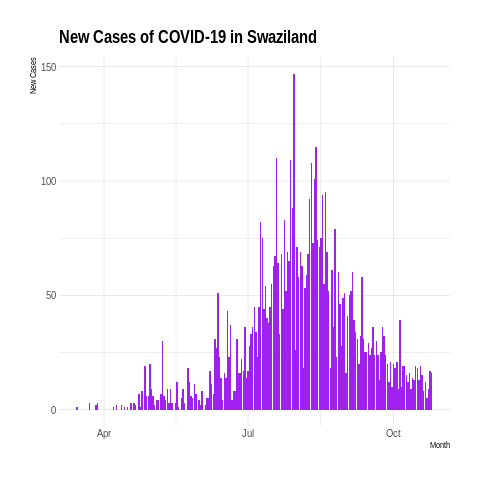 New Cases of COVID-19 in Swaziland
New Cases
150
100
50
0
Apr
Jul
Oct
Month